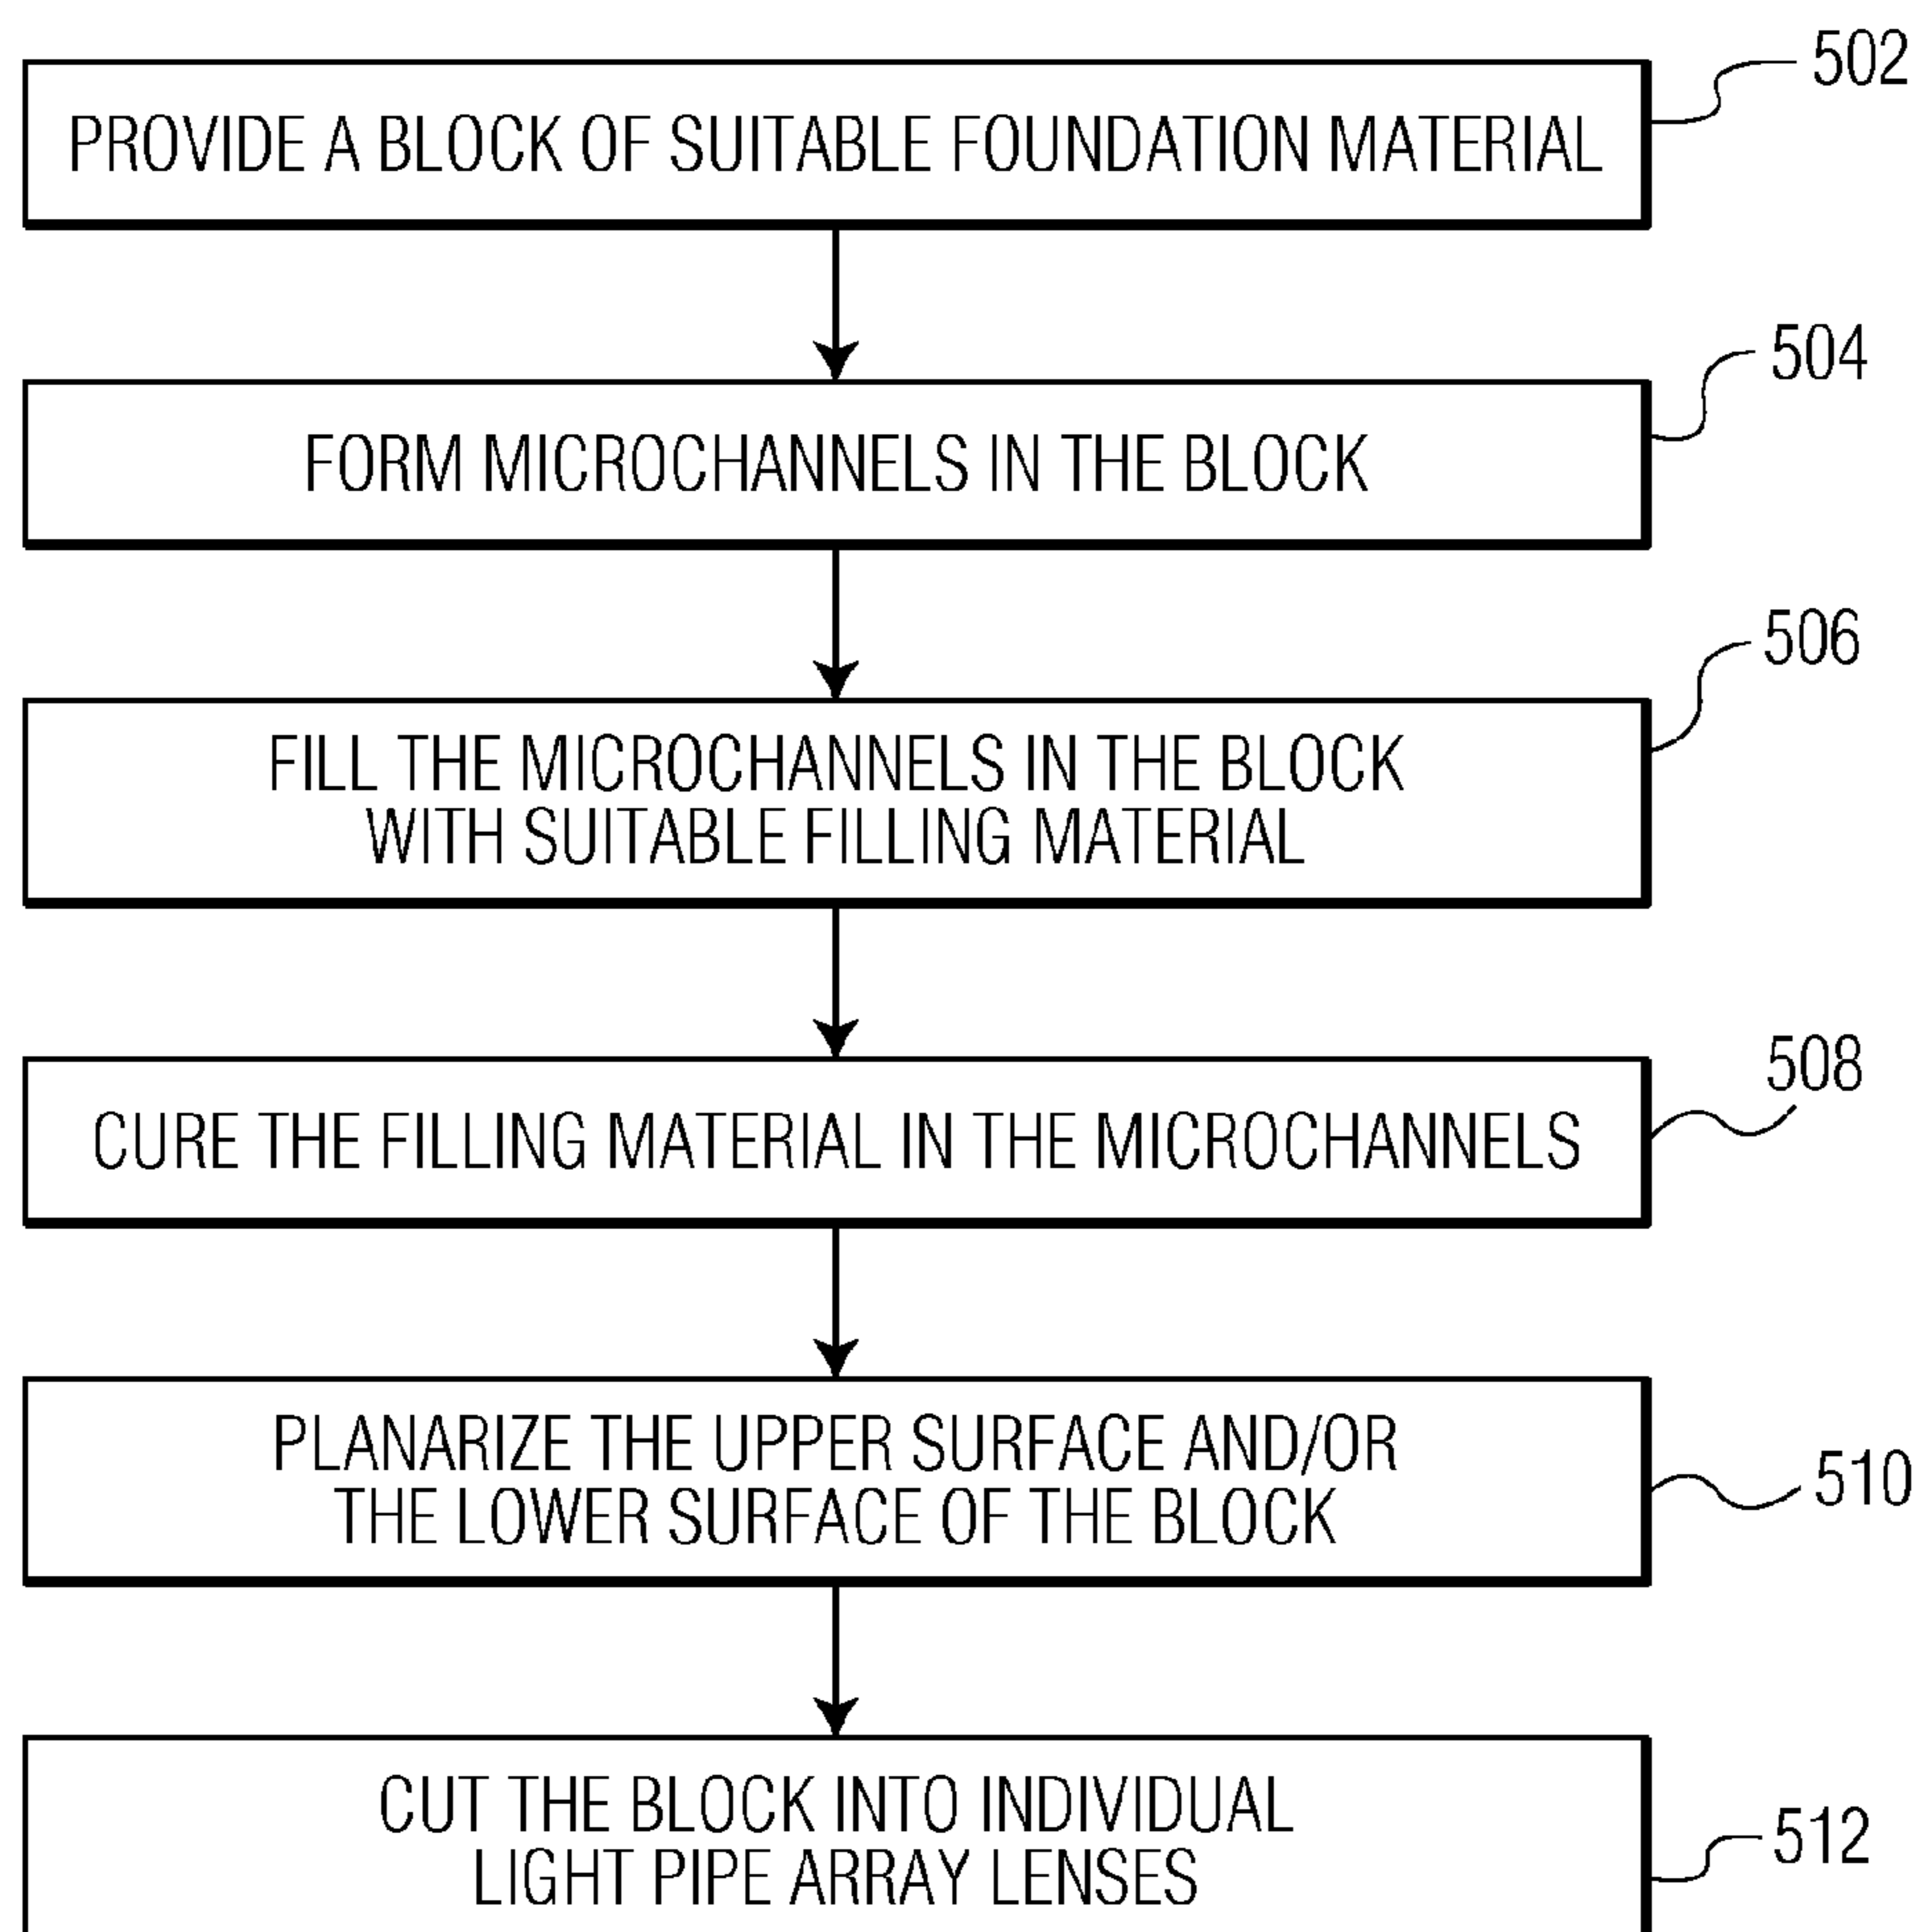 502
PROVIDE A BLOCK OF SUITABLE FOUNDATION MATERIAL
504
FORM MICROCHANNELS IN THE BLOCK
506
FILL THE MICROCHANNELS IN THE BLOCK
WITH SUITABLE FILLING MATERIAL
508
CURE THE FILLING MATERIAL IN THE MICROCHANNELS
PLANARIZE THE UPPER SURFACE AND/OR
THE LOWER SURFACE OF THE BLOCK
510
CUT THE BLOCK INTO INDIVIDUAL
LIGHT PIPE ARRAY LENSES
512